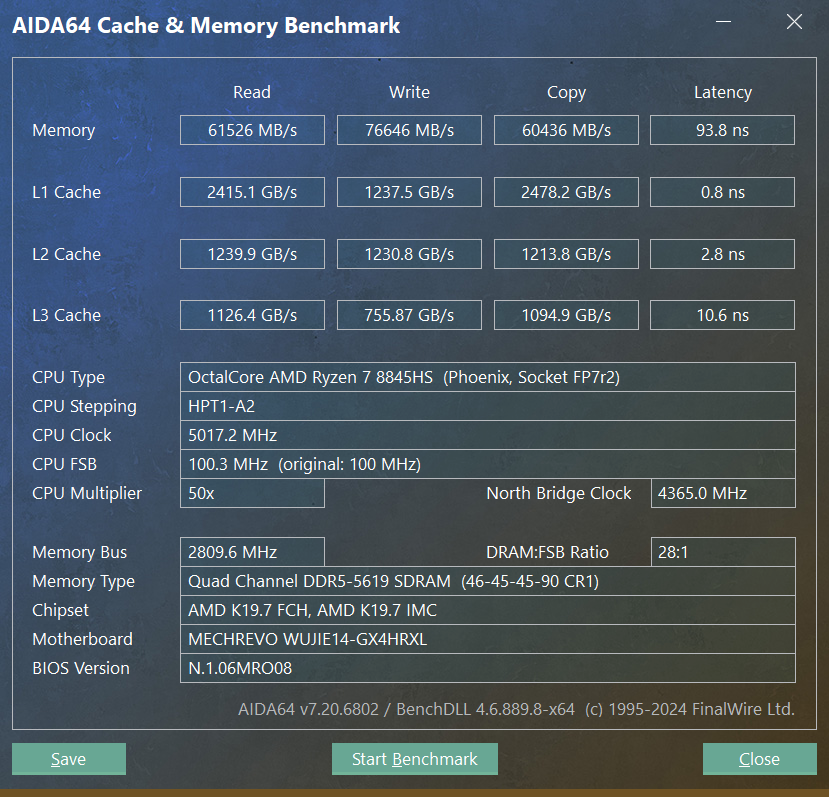 AIDA64 Cache & Memory Benchmark
Read Write Copy Latency
Memory 61526 MB/s 76646 MB/s 60436 MB/s 93.8 ns
L1 Cache 2415.1 GB/s 1237.5 GB/s 2478.2 GB/s 0.8 ns
L2 Cache 1239.9 GB/s 1230.8 GB/s 1213.8 GB/s 2.8 ns
L3 Cache 1126.4 GB/s 755.87 GB/s 1094.9 GB/s 10.6 ns
CPU Type OctalCore AMD Ryzen 7 8845HS (Phoenix, Socket FP7r2)
CPU Stepping HPT1-A2
CPU Clock 5017.2 MHz
CPU FSB 100.3 MHz (original: 100 MHz)
CPU Multiplier 50x North Bridge Clock 4365.0 MHz
Memory Bus 2809.6 MHz DRAM:FSB Ratio 28:1
Memory Type Quad Channel DDR5-5619 SDRAM (46-45-45-90 CR1)
Chipset AMD K19.7 FCH, AMD K19.7 IMC
Motherboard MECHREVO WUJIE14-GX4HRXL
BIOS Version N.1.06MRO08
AIDA64 v7.20.6802 / BenchDLL 4.6.889.8-x64 (c) 1995-2024 FinalWire Ltd.
Save Start Benchmark Close